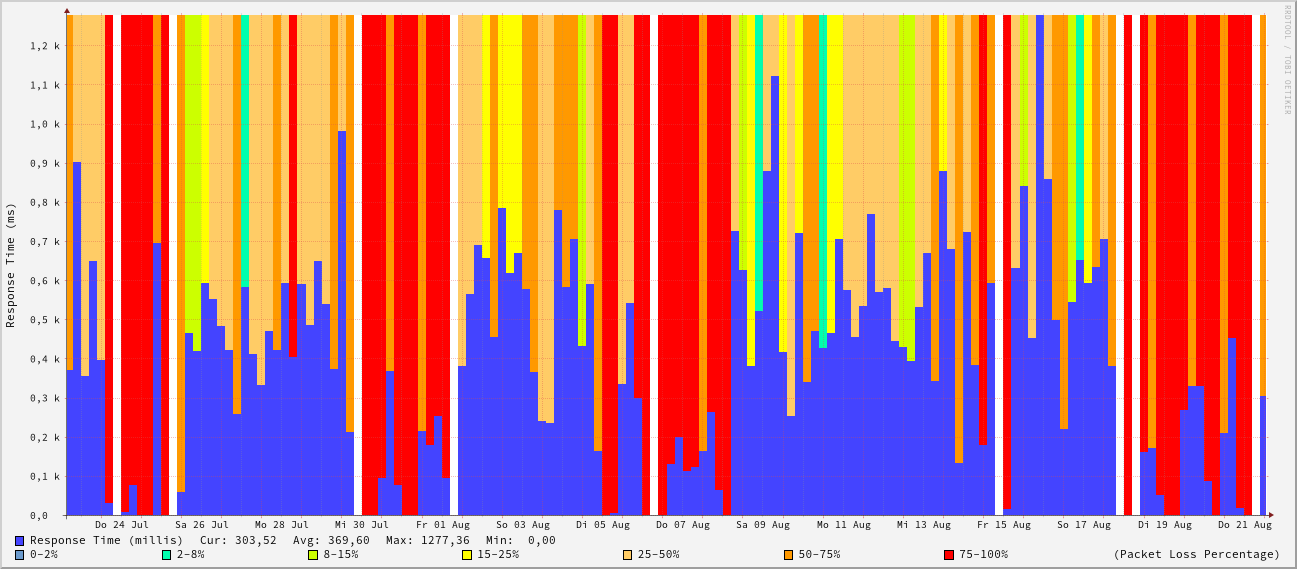 RRDTOOL / TOBI OETIKER
Response Time (ms)
1,2 k
1,1 k
1,0 k
0,9 k
0,8 k
0,7 k
0,6 k
0,5 k
0,4 k
0,3 k
0,2 k
0,1 k
0,0
Do 24 Jul Sa 26 Jul Mo 28 Jul Mi 30 Jul Fr 01 Aug So 03 Aug Di 05 Aug Do 07 Aug Sa 09 Aug Mo 11 Aug Mi 13 Aug Fr 15 Aug So 17 Aug Di 19 Aug Do 21 Aug
Response Time (millis) Cur: 303,52 Avg: 369,60 Max: 1277,36 Min: 0,00
0-2% 2-8% 8-15% 15-25% 25-50% 50-75% 75-100% (Packet Loss Percentage)